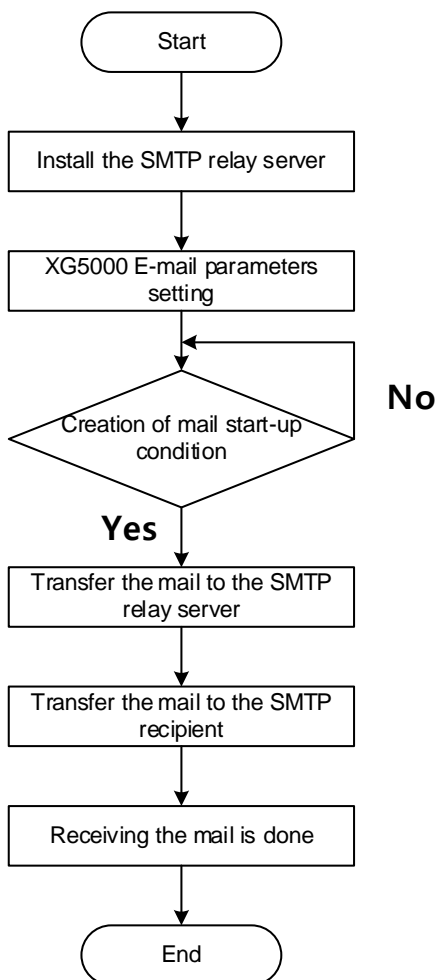 Start
Install the SMTP relay server
XG5000 E-mail parameters
setting
Creation of mail start-up
condition
No
Yes
Transfer the mail to the SMTP
relay server
Transfer the mail to the SMTP
recipient
Receiving the mail is done
End